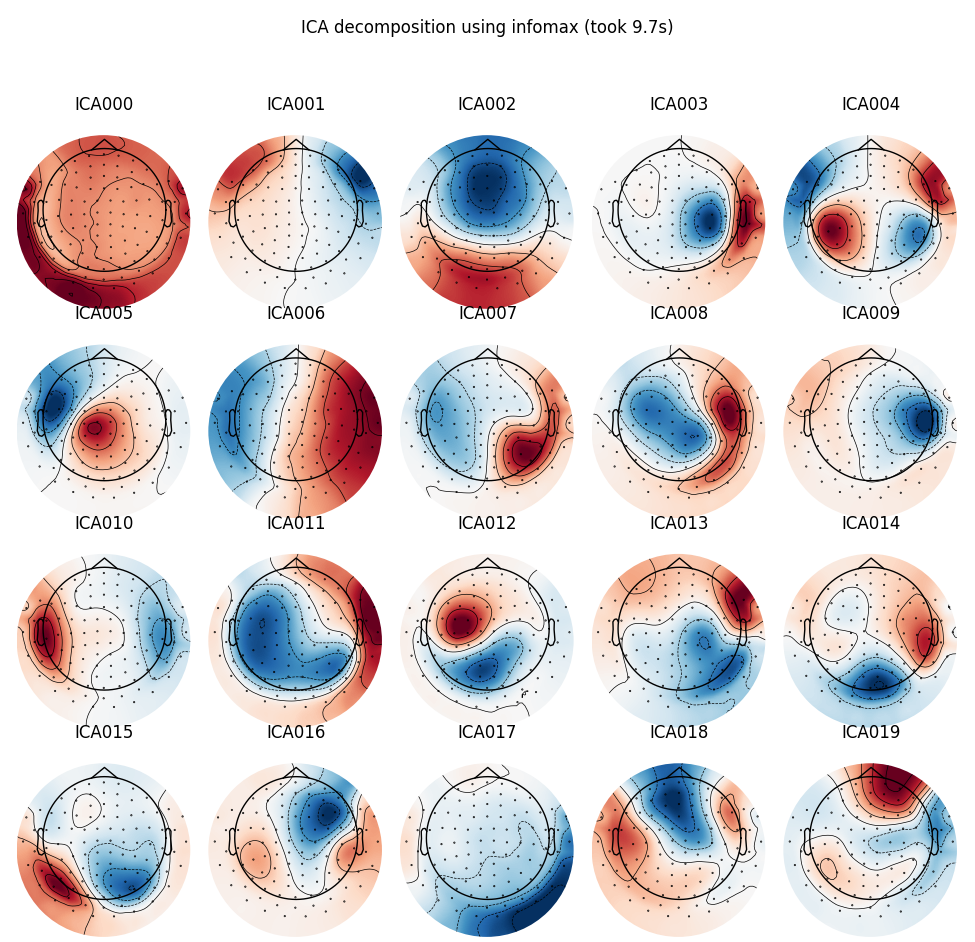 ICA decomposition using infomax (took 9.7s)
ICA000 ICA001 ICA002 ICA003 ICA004
ICA005 ICA006 ICA007 ICA008 ICA009
ICA010 ICA011 ICA012 ICA013 ICA014
ICA015 ICA016 ICA017 ICA018 ICA019